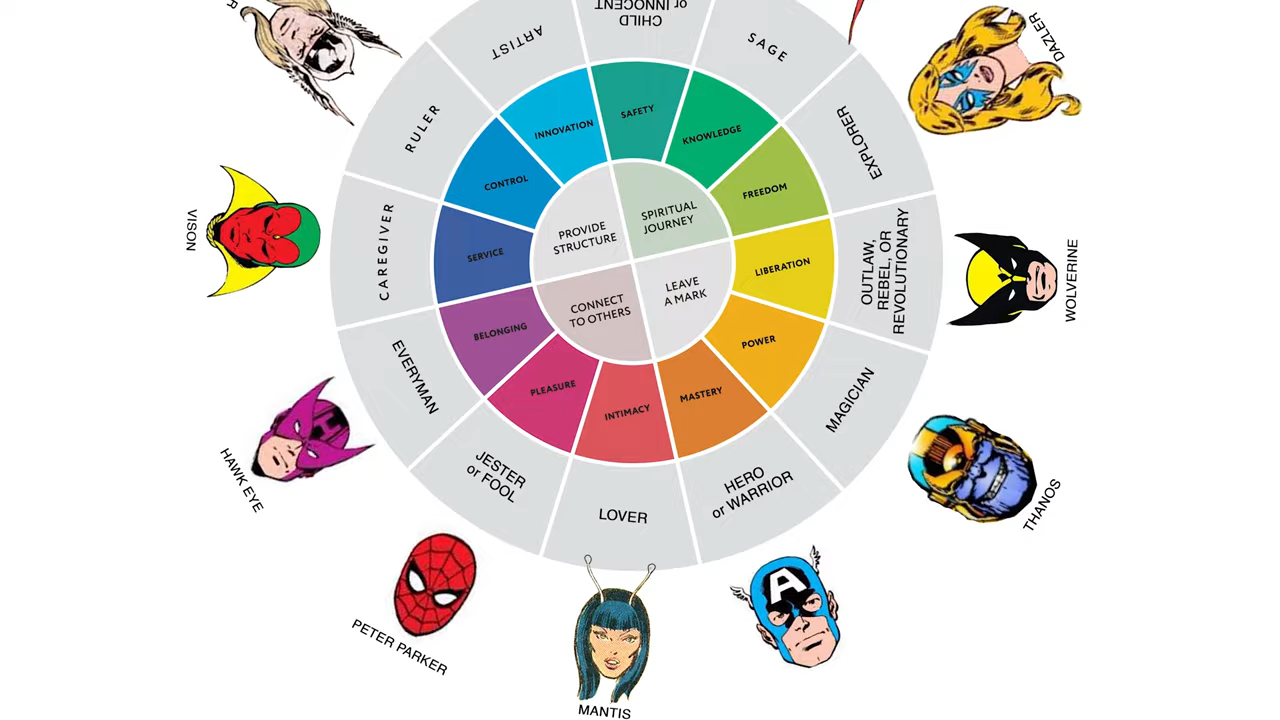 CHILD
or INNOCENT
SAGE
EXPLORER
OUTLAW,
REBEL, OR
REVOLUTIONARY
MAGICIAN
HERO
or WARRIOR
LOVER
JESTER
or FOOL
EVERYMAN
CAREGIVER
RULER
ARTIST
SAFETY
KNOWLEDGE
FREEDOM
LIBERATION
POWER
MASTERY
INTIMACY
PLEASURE
BELONGING
SERVICE
CONTROL
INNOVATION
PROVIDE
STRUCTURE
SPIRITUAL
JOURNEY
LEAVE
A MARK
CONNECT
TO OTHERS
DAZLER
WOLVERINE
THANOS
A
MANTIS
PETER PARKER
HAWK EYE
H
VISON